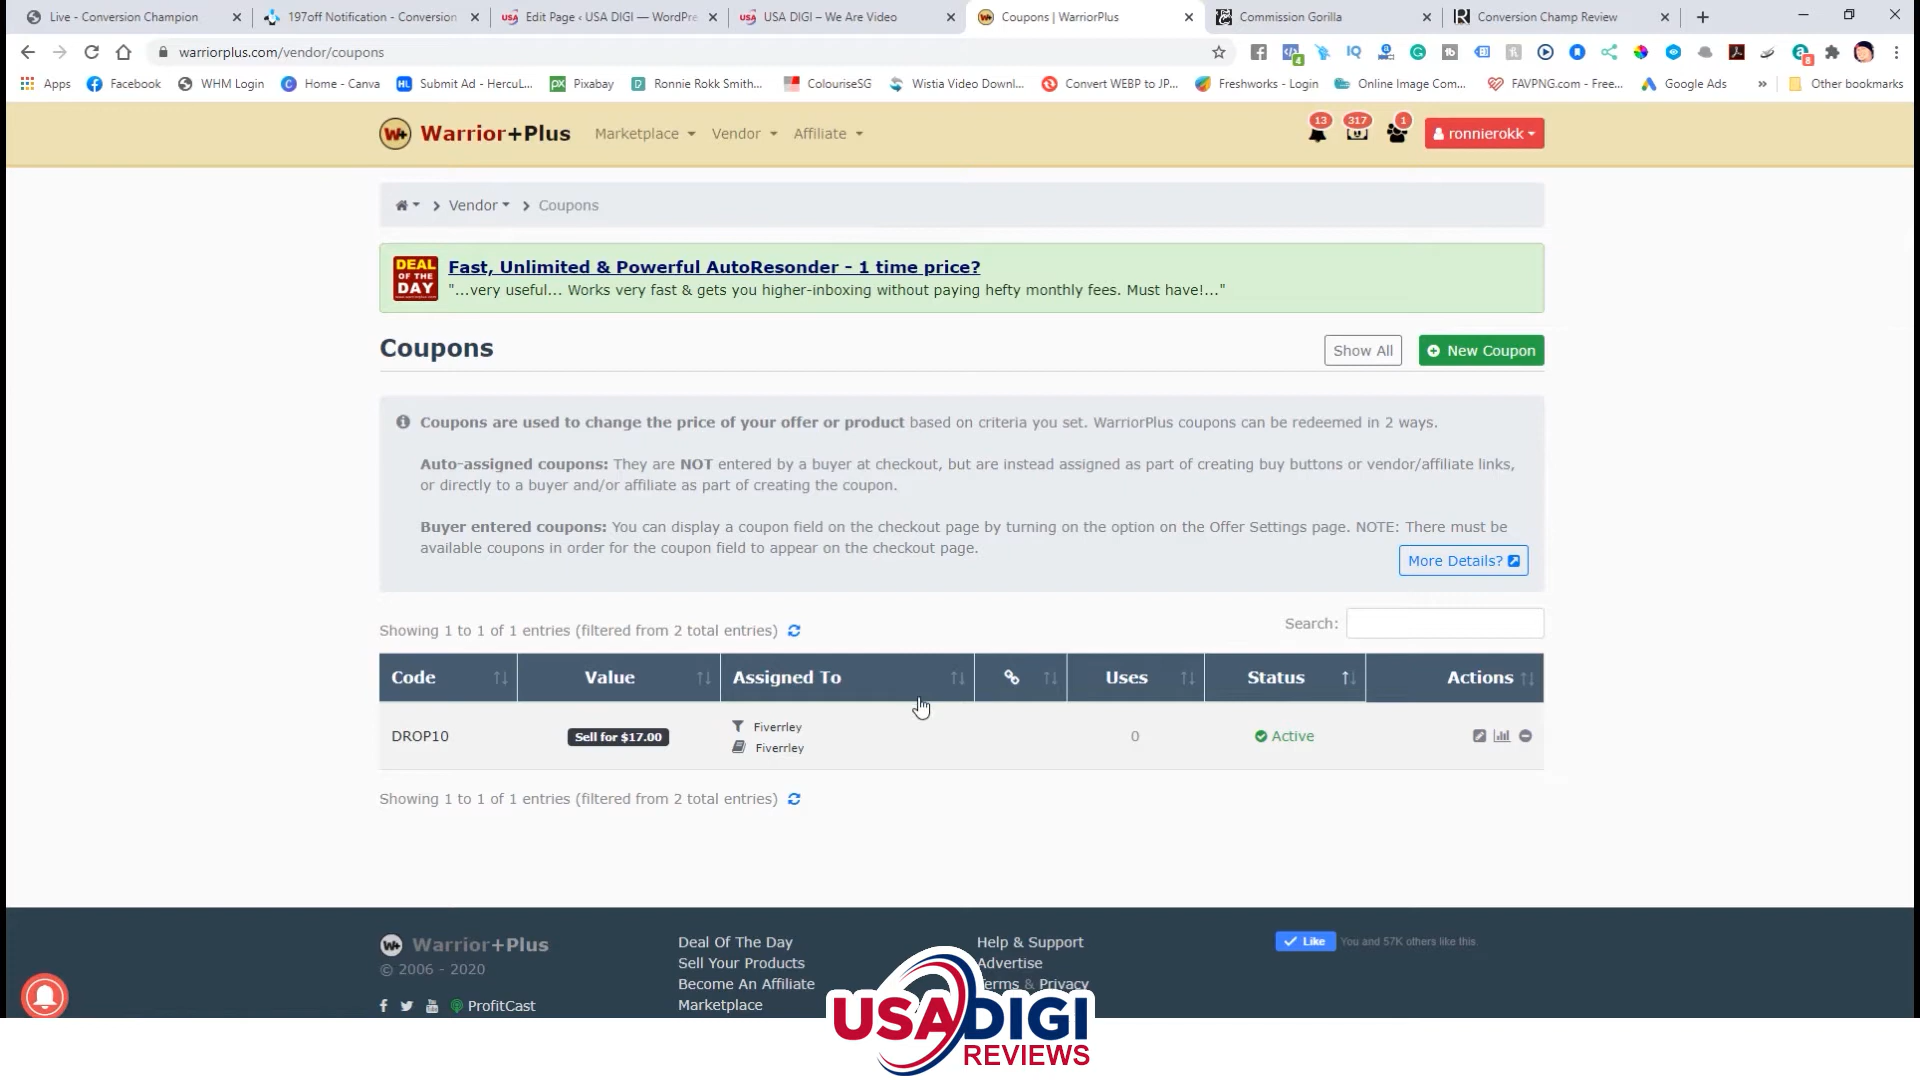 Live - Conversion Champion
197off Notification - Conversion
Edit Page ‹ USA DIGI — WordPre
USA DIGI – We Are Video
Coupons | WarriorPlus
Commission Gorilla
Conversion Champ Review
warriorplus.com/vendor/coupons
Apps
Facebook
WHM Login
Home - Canva
Submit Ad - HercuL...
Pixabay
Ronnie Rokk Smith...
ColouriseSG
Wistia Video Downl...
Convert WEBP to JP...
Freshworks - Login
Online Image Com...
FAVPNG.com - Free...
Google Ads
»
Other bookmarks
Warrior+Plus
Marketplace
Vendor
Affiliate
13
317
1
ronnierokk
Vendor
Coupons
DEAL OF THE DAY
Fast, Unlimited & Powerful AutoResonder - 1 time price?
"...very useful... Works very fast & gets you higher-inboxing without paying hefty monthly fees. Must have!..."
Coupons
Show All
New Coupon
Coupons are used to change the price of your offer or product based on criteria you set. WarriorPlus coupons can be redeemed in 2 ways.
Auto-assigned coupons: They are NOT entered by a buyer at checkout, but are instead assigned as part of creating buy buttons or vendor/affiliate links,
or directly to a buyer and/or affiliate as part of creating the coupon.
Buyer entered coupons: You can display a coupon field on the checkout page by turning on the option on the Offer Settings page. NOTE: There must be
available coupons in order for the coupon field to appear on the checkout page.
More Details?
Showing 1 to 1 of 1 entries (filtered from 2 total entries)
Search:
Code
Value
Assigned To
Uses
Status
Actions
DROP10
Sell for $17.00
Fiverrley
Fiverrley
0
Active
Showing 1 to 1 of 1 entries (filtered from 2 total entries)
Warrior+Plus
© 2006 - 2020
ProfitCast
Deal Of The Day
Sell Your Products
Become An Affiliate
Marketplace
Help & Support
Advertise
Terms & Privacy
Like
You and 57K others like this.
USA DIGI
REVIEWS